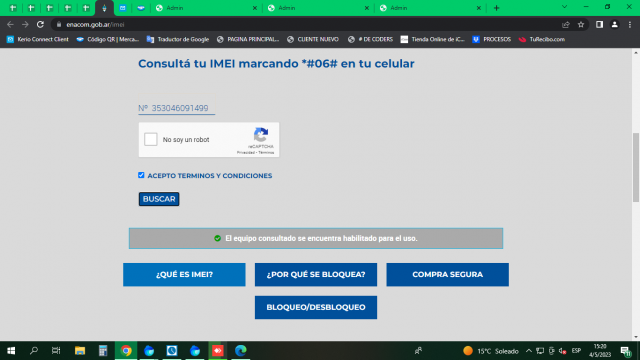 Admin
Admin
Admin
enacom.gob.ar/imei
Kerio Connect Client
Código QR | Merca...
Traductor de Google
PAGINA PRINCIPAL...
CLIENTE NUEVO
# DE CODERS
Tienda Online de iC...
PROCESOS
TuRecibo.com
Consultá tu IMEI marcando *#06# en tu celular
Nº 353046091499
No soy un robot
reCAPTCHA
Privacidad - Términos
ACEPTO TERMINOS Y CONDICIONES
BUSCAR
El equipo consultado se encuentra habilitado para el uso.
¿QUÉ ES IMEI?
¿POR QUÉ SE BLOQUEA?
COMPRA SEGURA
BLOQUEO/DESBLOQUEO
15°C Soleado
ESP
15:20
4/5/2023